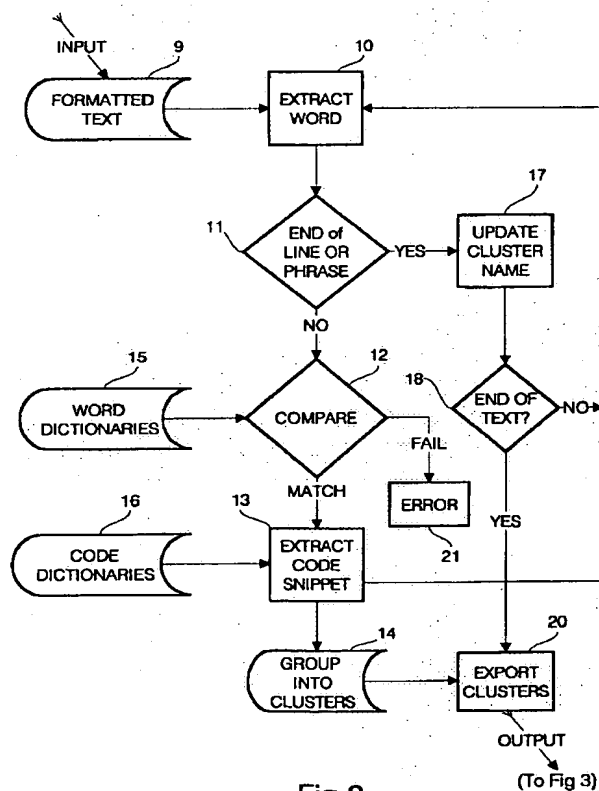 INPUT
9
FORMATTED
TEXT
10
EXTRACT
WORD
11
END of
LINE OR
PHRASE
YES
17
UPDATE
CLUSTER
NAME
NO
15
WORD
DICTIONARIES
12
COMPARE
18
END OF
TEXT?
NO
FAIL
MATCH
ERROR
21
YES
16
CODE
DICTIONARIES
13
EXTRACT
CODE
SNIPPET
14
GROUP
INTO
CLUSTERS
20
EXPORT
CLUSTERS
OUTPUT
(To Fig 3)